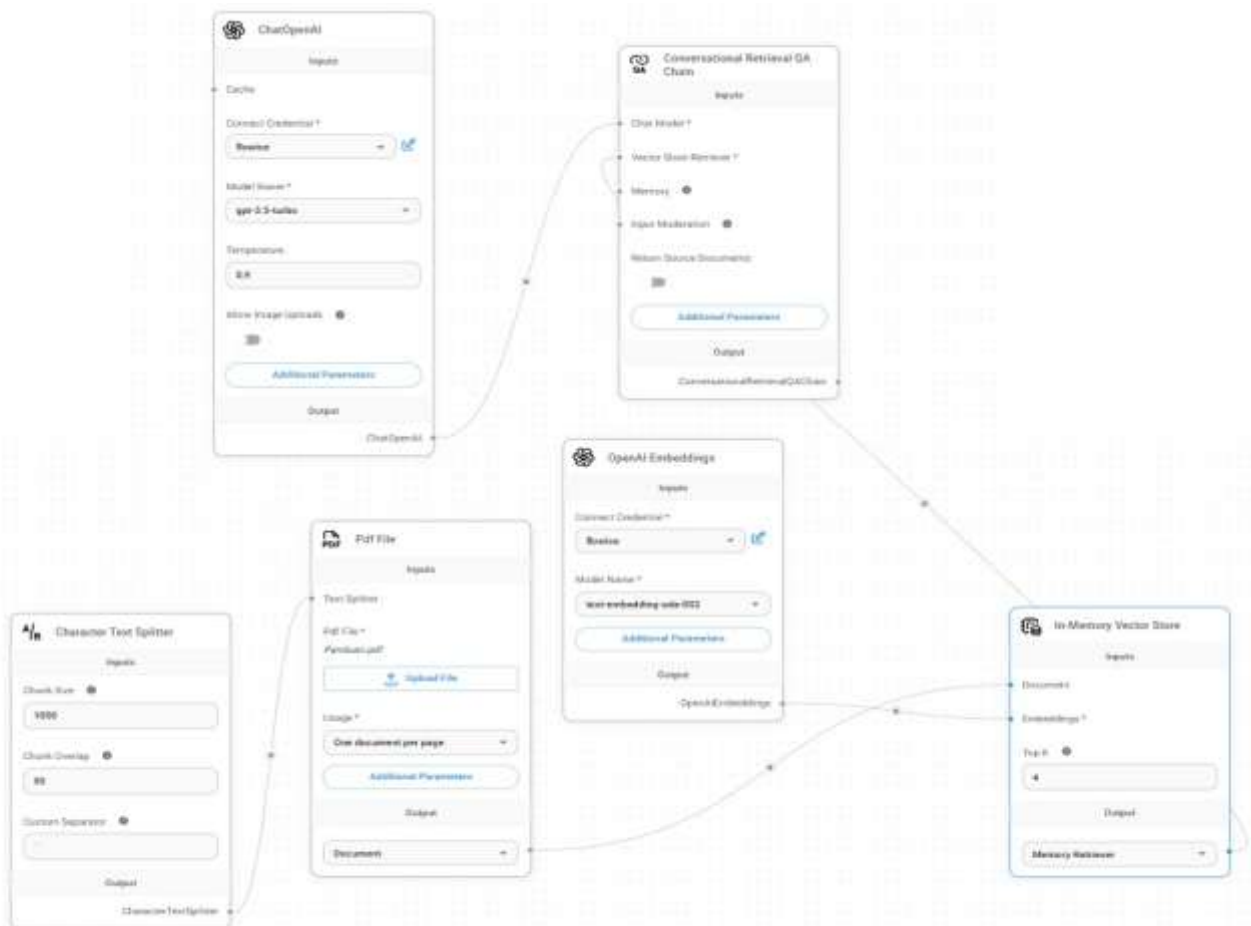 ChatOpenAI
Inputs
Cache
Connect Credential *
Model Name *
gpt-3.5-turbo
Temperature
0.9
Allow Image Uploads
Additional Parameters
Output
ChatOpenAI
Conversational Retrieval QA
Chain
Inputs
Chat Model *
Vector Store Retriever *
Memory
Input Moderation
Return Source Documents
Additional Parameters
Output
ConversationalRetrievalQAChain
OpenAI Embeddings
Inputs
Connect Credential *
Model Name *
text-embedding-ada-002
Additional Parameters
Output
OpenAIEmbeddings
PDF
Pdf File
Inputs
Text Splitter
Pdf File *
Upload File
Usage *
One document per page
Additional Parameters
Output
Document
Character Text Splitter
Inputs
Chunk Size
1000
Chunk Overlap
Custom Separator
Output
CharacterTextSplitter
In-Memory Vector Store
Inputs
Document
Embeddings *
Top K
4
Output
Memory Retriever